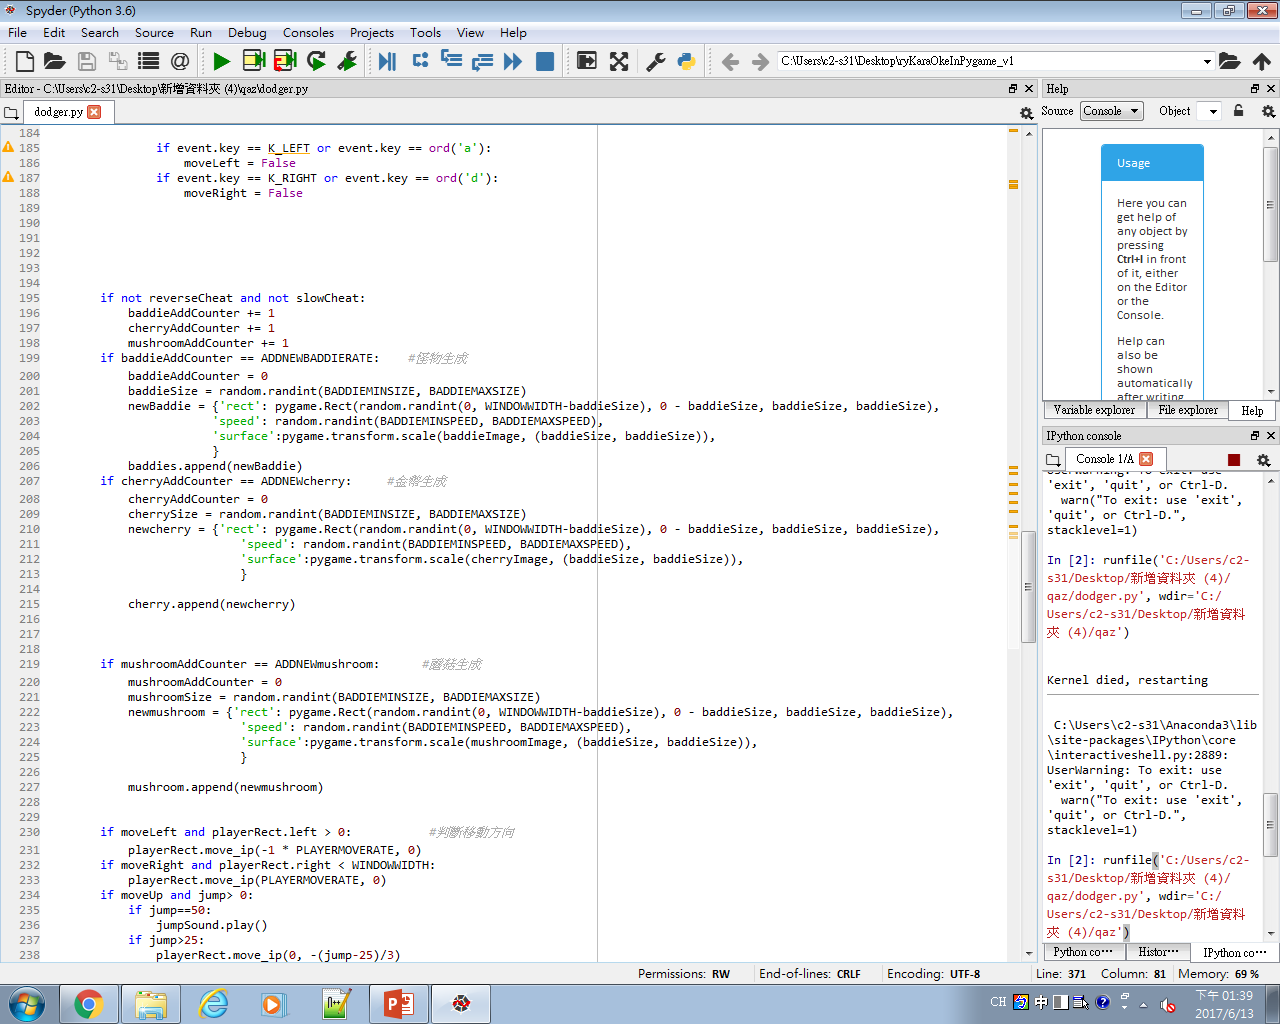 Spyder (Python 3.6)
File Edit Search Source Run Debug Consoles Projects Tools View Help
C:\Users\c2-s31\Desktop\ryKaraOkeInPygame_v1
Editor - C:\Users\c2-s31\Desktop\新增資料夾 (4)\qaz\dodger.py
dodger.py
184
185 if event.key == K_LEFT or event.key == ord('a'):
186 moveLeft = False
187 if event.key == K_RIGHT or event.key == ord('d'):
188 moveRight = False
189
190
191
192
193
194
195 if not reverseCheat and not slowCheat:
196 baddieAddCounter += 1
197 cherryAddCounter += 1
198 mushroomAddCounter += 1
199 if baddieAddCounter == ADDNEWBADDIERATE: #怪物生成
200 baddieAddCounter = 0
201 baddieSize = random.randint(BADDIEMINSIZE, BADDIEMAXSIZE)
202 newBaddie = {'rect': pygame.Rect(random.randint(0, WINDOWWIDTH-baddieSize), 0 - baddieSize, baddieSize, baddieSize),
203 'speed': random.randint(BADDIEMINSPEED, BADDIEMAXSPEED),
204 'surface':pygame.transform.scale(baddieImage, (baddieSize, baddieSize)),
205 }
206 baddies.append(newBaddie)
207 if cherryAddCounter == ADDNEWcherry: #金幣生成
208 cherryAddCounter = 0
209 cherrySize = random.randint(BADDIEMINSIZE, BADDIEMAXSIZE)
210 newcherry = {'rect': pygame.Rect(random.randint(0, WINDOWWIDTH-baddieSize), 0 - baddieSize, baddieSize, baddieSize),
211 'speed': random.randint(BADDIEMINSPEED, BADDIEMAXSPEED),
212 'surface':pygame.transform.scale(cherryImage, (baddieSize, baddieSize)),
213 }
214
215 cherry.append(newcherry)
216
217
218
219 if mushroomAddCounter == ADDNEWmushroom: #蘑菇生成
220 mushroomAddCounter = 0
221 mushroomSize = random.randint(BADDIEMINSIZE, BADDIEMAXSIZE)
222 newmushroom = {'rect': pygame.Rect(random.randint(0, WINDOWWIDTH-baddieSize), 0 - baddieSize, baddieSize, baddieSize),
223 'speed': random.randint(BADDIEMINSPEED, BADDIEMAXSPEED),
224 'surface':pygame.transform.scale(mushroomImage, (baddieSize, baddieSize)),
225 }
226
227 mushroom.append(newmushroom)
228
229
230 if moveLeft and playerRect.left > 0: #判斷移動方向
231 playerRect.move_ip(-1 * PLAYERMOVERATE, 0)
232 if moveRight and playerRect.right < WINDOWWIDTH:
233 playerRect.move_ip(PLAYERMOVERATE, 0)
234 if moveUp and jump> 0:
235 if jump==50:
236 jumpSound.play()
237 if jump>25:
238 playerRect.move_ip(0, -(jump-25)/3)
Help
Source Console Object
Usage
Here you can
get help of
any object by
pressing
Ctrl+I in front
of it, either
on the Editor
or the
Console.
Help can
also be
shown
automatically
after writing
Variable explorer File explorer Help
IPython console
Console 1/A
UserWarning: To exit: use
'exit', 'quit', or Ctrl-D.
warn("To exit: use 'exit',
'quit', or Ctrl-D.",
stacklevel=1)
In [2]: runfile('C:/Users/c2-
s31/Desktop/新增資料夾 (4)/
qaz/dodger.py', wdir='C:/
Users/c2-s31/Desktop/新增資料
夾 (4)/qaz')
Kernel died, restarting
C:\Users\c2-s31\Anaconda3\lib
\site-packages\IPython\core
\interactiveshell.py:2889:
UserWarning: To exit: use
'exit', 'quit', or Ctrl-D.
warn("To exit: use 'exit',
'quit', or Ctrl-D.",
stacklevel=1)
In [2]: runfile('C:/Users/c2-
s31/Desktop/新增資料夾 (4)/
qaz/dodger.py', wdir='C:/
Users/c2-s31/Desktop/新增資料
夾 (4)/qaz')
Python co··· Histor··· IPython co···
Permissions: RW End-of-lines: CRLF Encoding: UTF-8 Line: 371 Column: 81 Memory: 69 %
CH 中 下午 01:39
2017/6/13